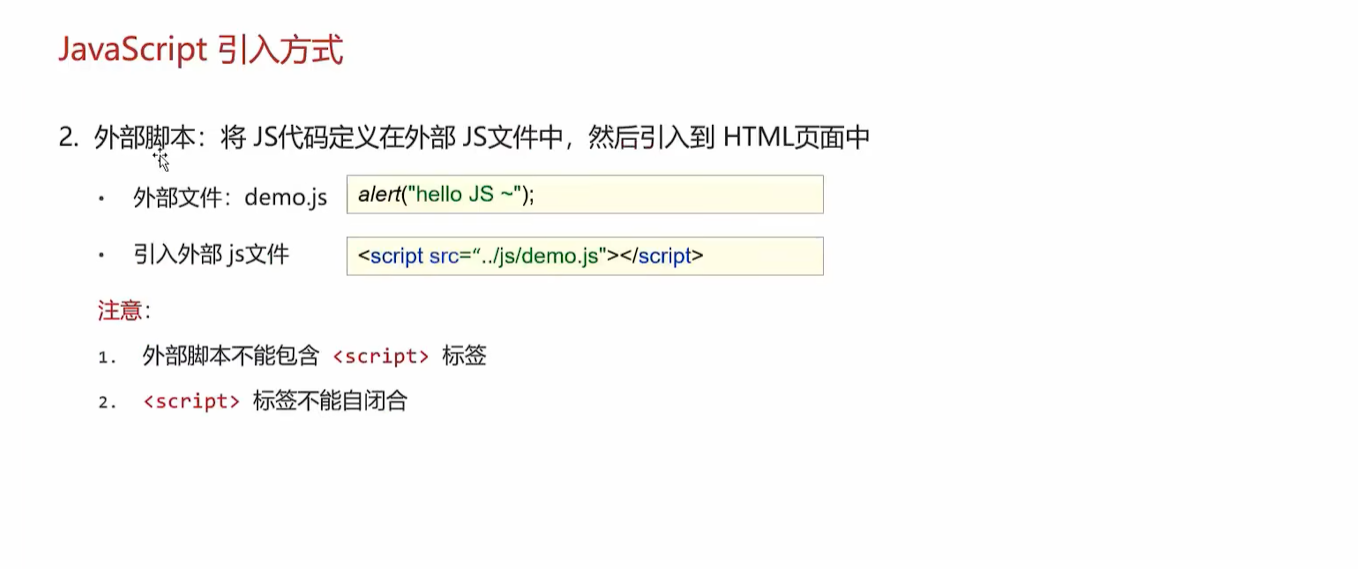 JavaScript 引入方式
2. 外部脚本：将 JS代码定义在外部 JS文件中，然后引入到 HTML页面中
• 外部文件：demo.js alert("hello JS ~");
• 引入外部 js文件 <script src=“../js/demo.js"></script>
注意：
1. 外部脚本不能包含 <script> 标签
2. <script> 标签不能自闭合